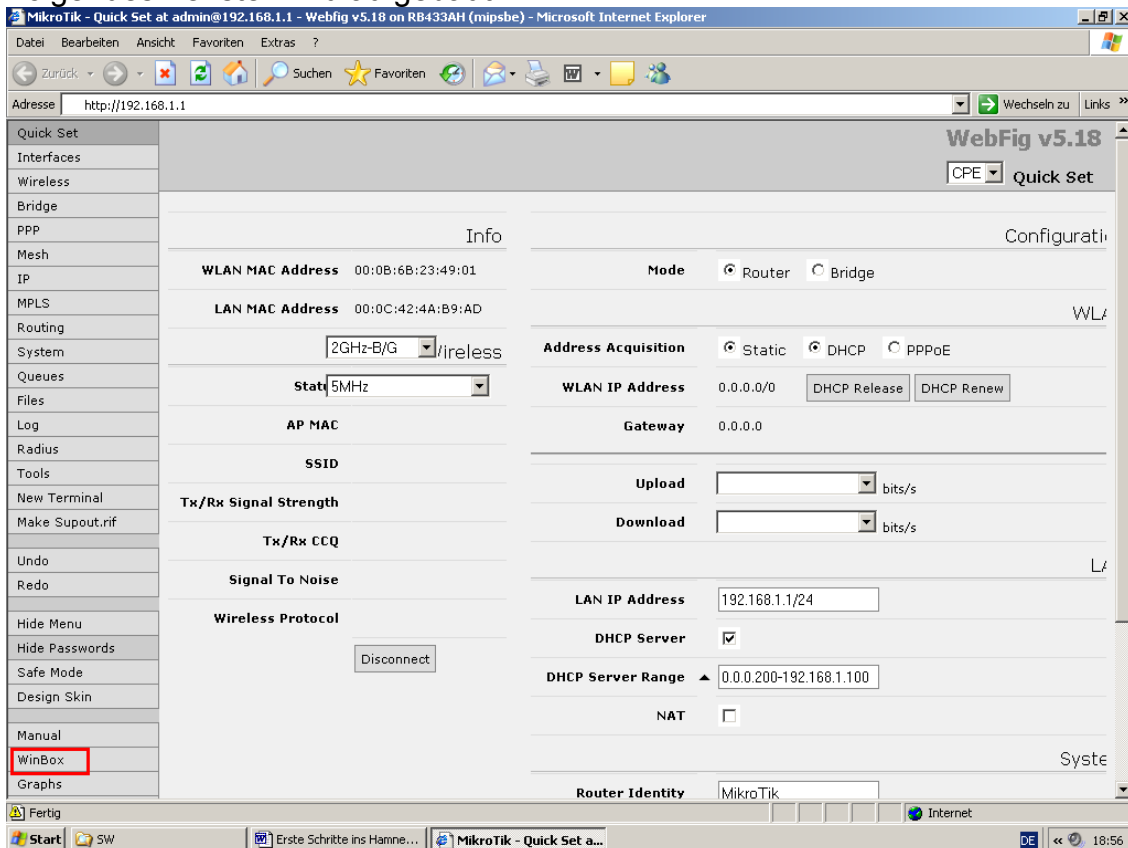 MikroTik - Quick Set at admin@192.168.1.1 - Webfig v5.18 on RB433AH (mipsbe) - Microsoft Internet Explorer
Datei Bearbeiten Ansicht Favoriten Extras ?
Zurück Suchen Favoriten
Adresse http://192.168.1.1 Wechseln zu Links »
Quick Set
Interfaces
Wireless
Bridge
PPP
Mesh
IP
MPLS
Routing
System
Queues
Files
Log
Radius
Tools
New Terminal
Make Supout.rif
Undo
Redo
Hide Menu
Hide Passwords
Safe Mode
Design Skin
Manual
WinBox
Graphs
WebFig v5.18
CPE Quick Set
Info
WLAN MAC Address 00:0B:6B:23:49:01
LAN MAC Address 00:0C:42:4A:B9:AD
2GHz-B/G ireless
Stat 5MHz
AP MAC
SSID
Tx/Rx Signal Strength
Tx/Rx CCQ
Signal To Noise
Wireless Protocol
Disconnect
Configurati
Mode Router Bridge
WLA
Address Acquisition Static DHCP PPPoE
WLAN IP Address 0.0.0.0/0 DHCP Release DHCP Renew
Gateway 0.0.0.0
Upload bits/s
Download bits/s
LA
LAN IP Address 192.168.1.1/24
DHCP Server
DHCP Server Range 0.0.0.200-192.168.1.100
NAT
Syste
Router Identity MikroTik
Fertig Internet
Start SW Erste Schritte ins Hamne... MikroTik - Quick Set a... DE « 18:56